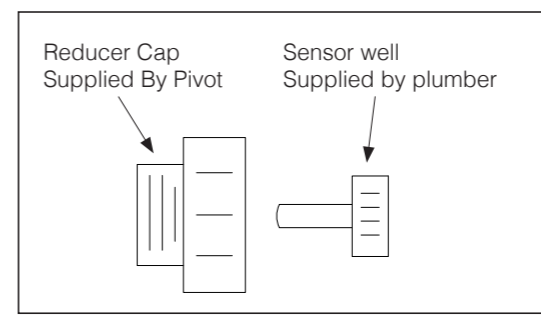 Reducer Cap
Supplied By Pivot
Sensor well
Supplied by plumber